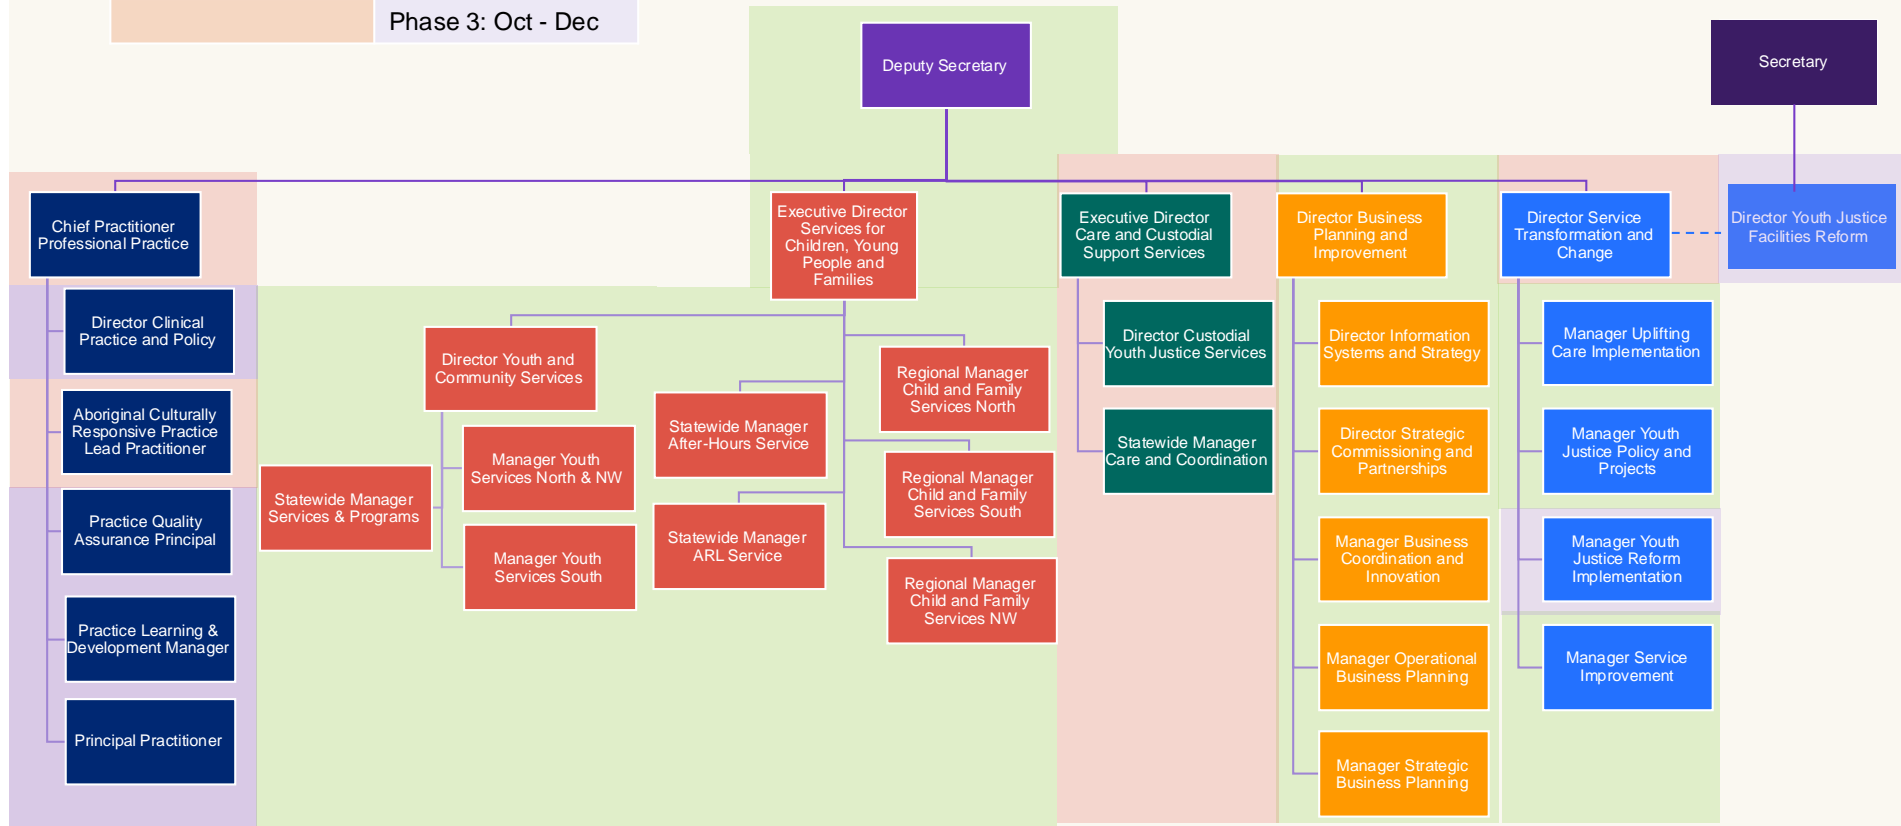 Phase 3: Oct - Dec
Deputy Secretary
Secretary
Chief Practitioner
Professional Practice
Director Clinical
Practice and Policy
Aboriginal Culturally
Responsive Practice
Lead Practitioner
Practice Quality
Assurance Principal
Practice Learning &
Development Manager
Principal Practitioner
Executive Director
Services for
Children, Young
People and
Families
Director Youth and
Community Services
Statewide Manager
Services & Programs
Manager Youth
Services North & NW
Manager Youth
Services South
Statewide Manager
After-Hours Service
Statewide Manager
ARL Service
Regional Manager
Child and Family
Services North
Regional Manager
Child and Family
Services South
Regional Manager
Child and Family
Services NW
Executive Director
Care and Custodial
Support Services
Director Custodial
Youth Justice Services
Statewide Manager
Care and Coordination
Director Business
Planning and
Improvement
Director Information
Systems and Strategy
Director Strategic
Commissioning and
Partnerships
Manager Business
Coordination and
Innovation
Manager Operational
Business Planning
Manager Strategic
Business Planning
Director Service
Transformation and
Change
Manager Uplifting
Care Implementation
Manager Youth
Justice Policy and
Projects
Manager Youth
Justice Reform
Implementation
Manager Service
Improvement
Director Youth Justice
Facilities Reform